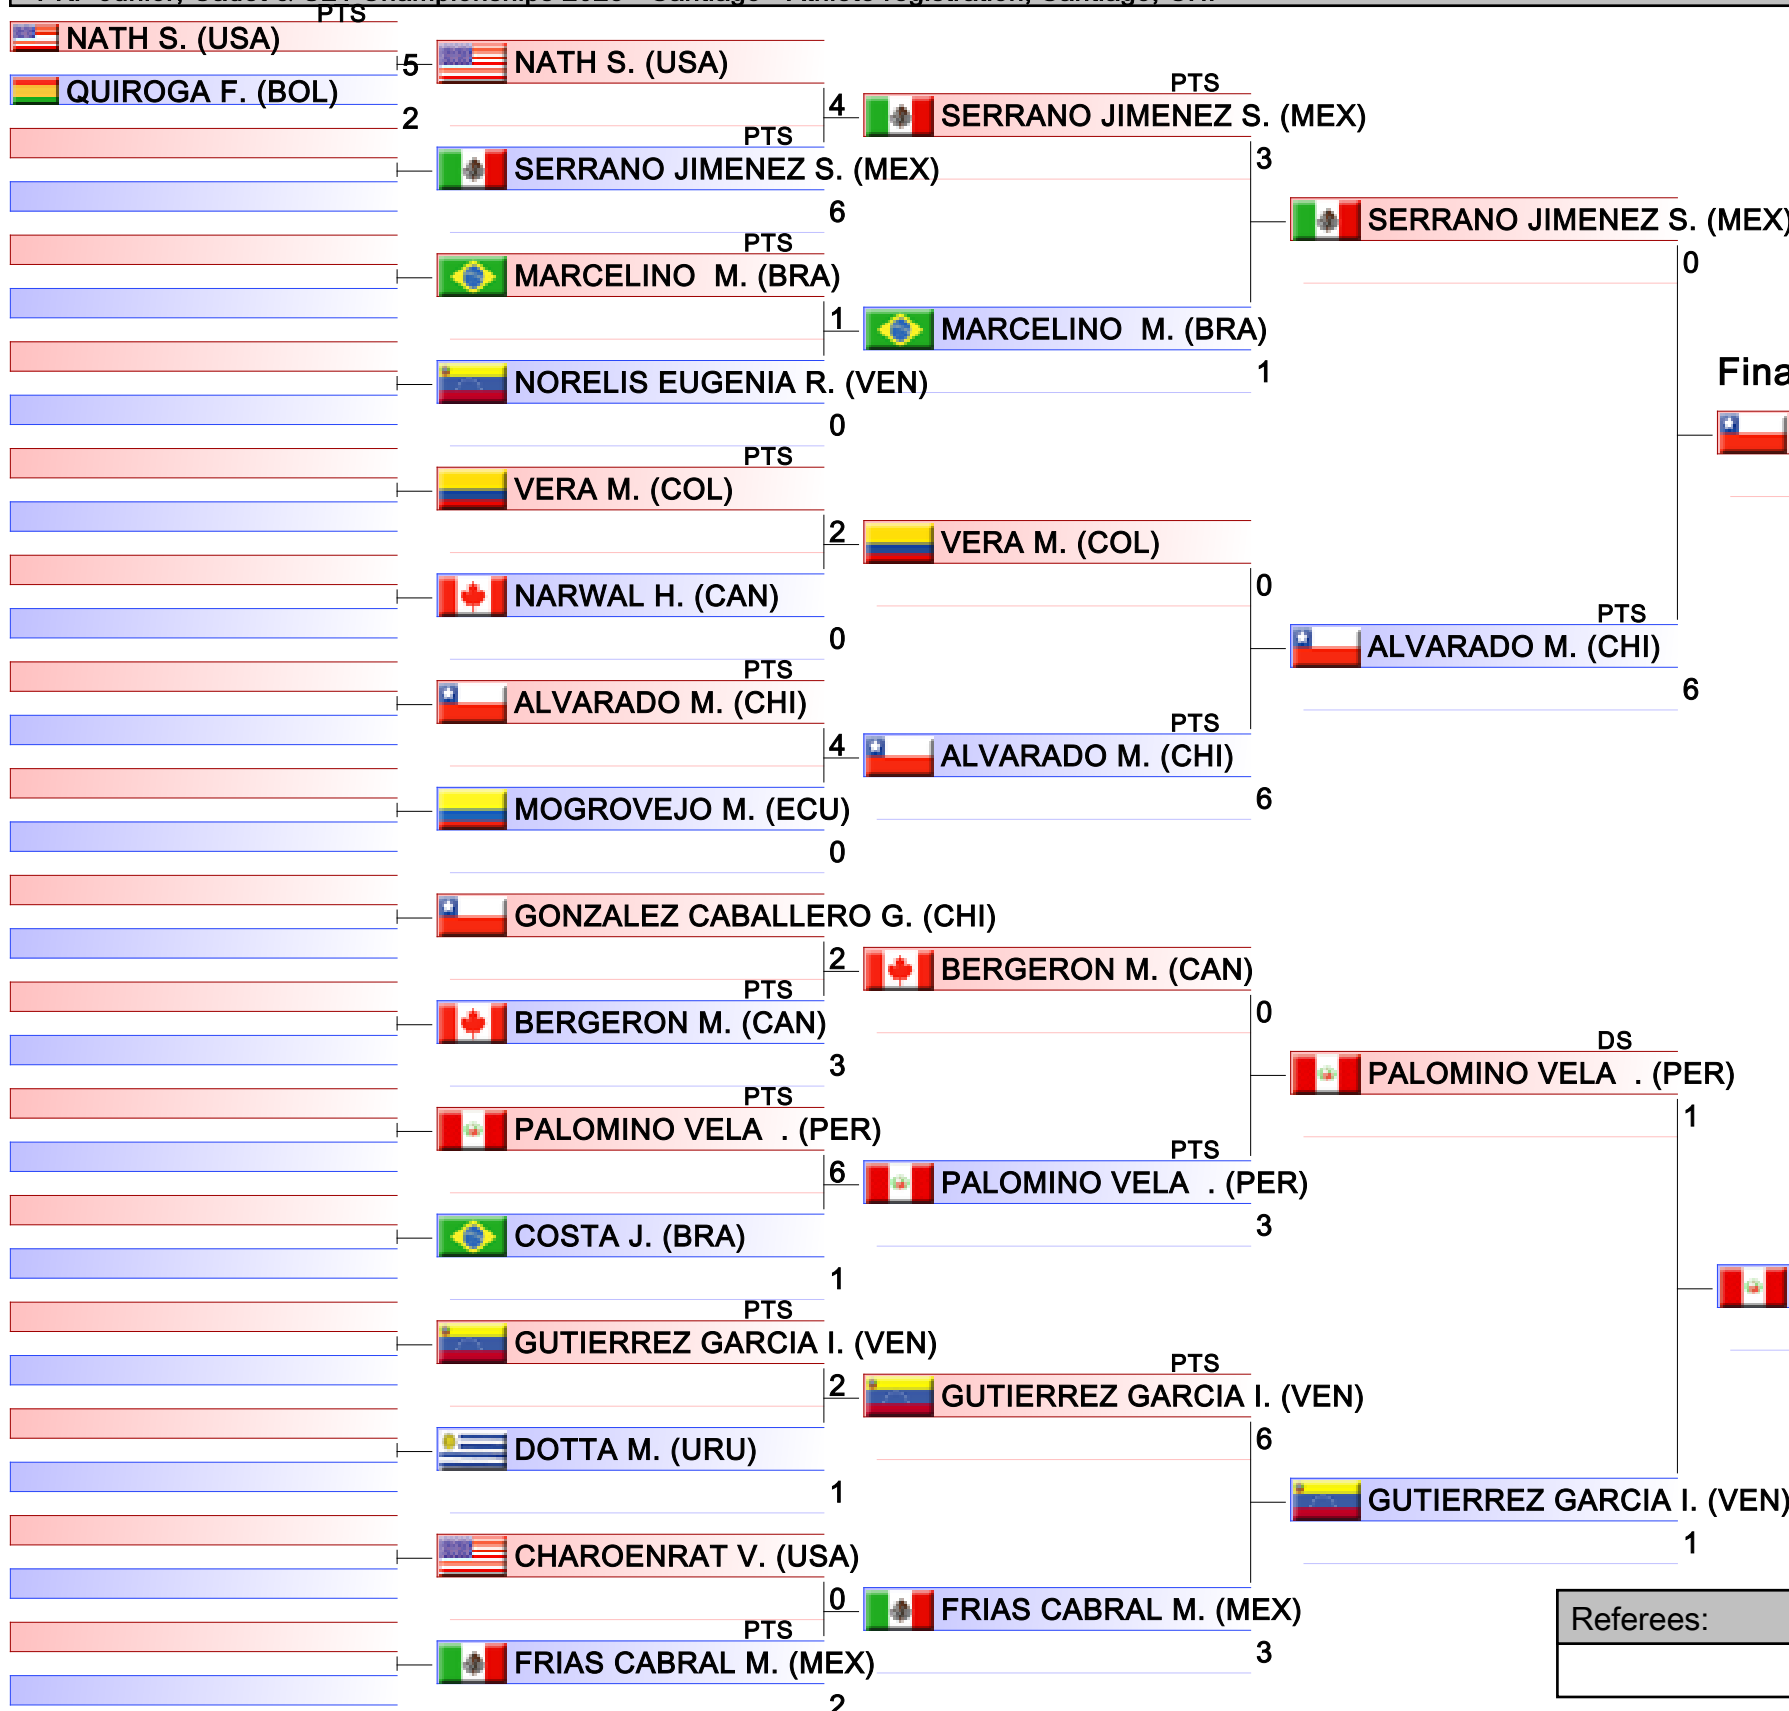 PTS
NATH S. (USA)
5
QUIROGA F. (BOL)
2
NATH S. (USA)
4
PTS
SERRANO JIMENEZ S. (MEX)
6
PTS
MARCELINO M. (BRA)
1
NORELIS EUGENIA R. (VEN)
0
PTS
VERA M. (COL)
2
NARWAL H. (CAN)
0
PTS
ALVARADO M. (CHI)
4
MOGROVEJO M. (ECU)
0
GONZALEZ CABALLERO G. (CHI)
2
PTS
BERGERON M. (CAN)
3
PTS
PALOMINO VELA . (PER)
6
COSTA J. (BRA)
1
PTS
GUTIERREZ GARCIA I. (VEN)
2
DOTTA M. (URU)
1
CHAROENRAT V. (USA)
0
PTS
FRIAS CABRAL M. (MEX)
2
PTS
SERRANO JIMENEZ S. (MEX)
3
MARCELINO M. (BRA)
1
VERA M. (COL)
0
PTS
ALVARADO M. (CHI)
6
BERGERON M. (CAN)
0
PTS
PALOMINO VELA . (PER)
3
PTS
GUTIERREZ GARCIA I. (VEN)
6
FRIAS CABRAL M. (MEX)
3
SERRANO JIMENEZ S. (MEX)
0
PTS
ALVARADO M. (CHI)
6
DS
PALOMINO VELA . (PER)
1
GUTIERREZ GARCIA I. (VEN)
1
Fina
Referees: